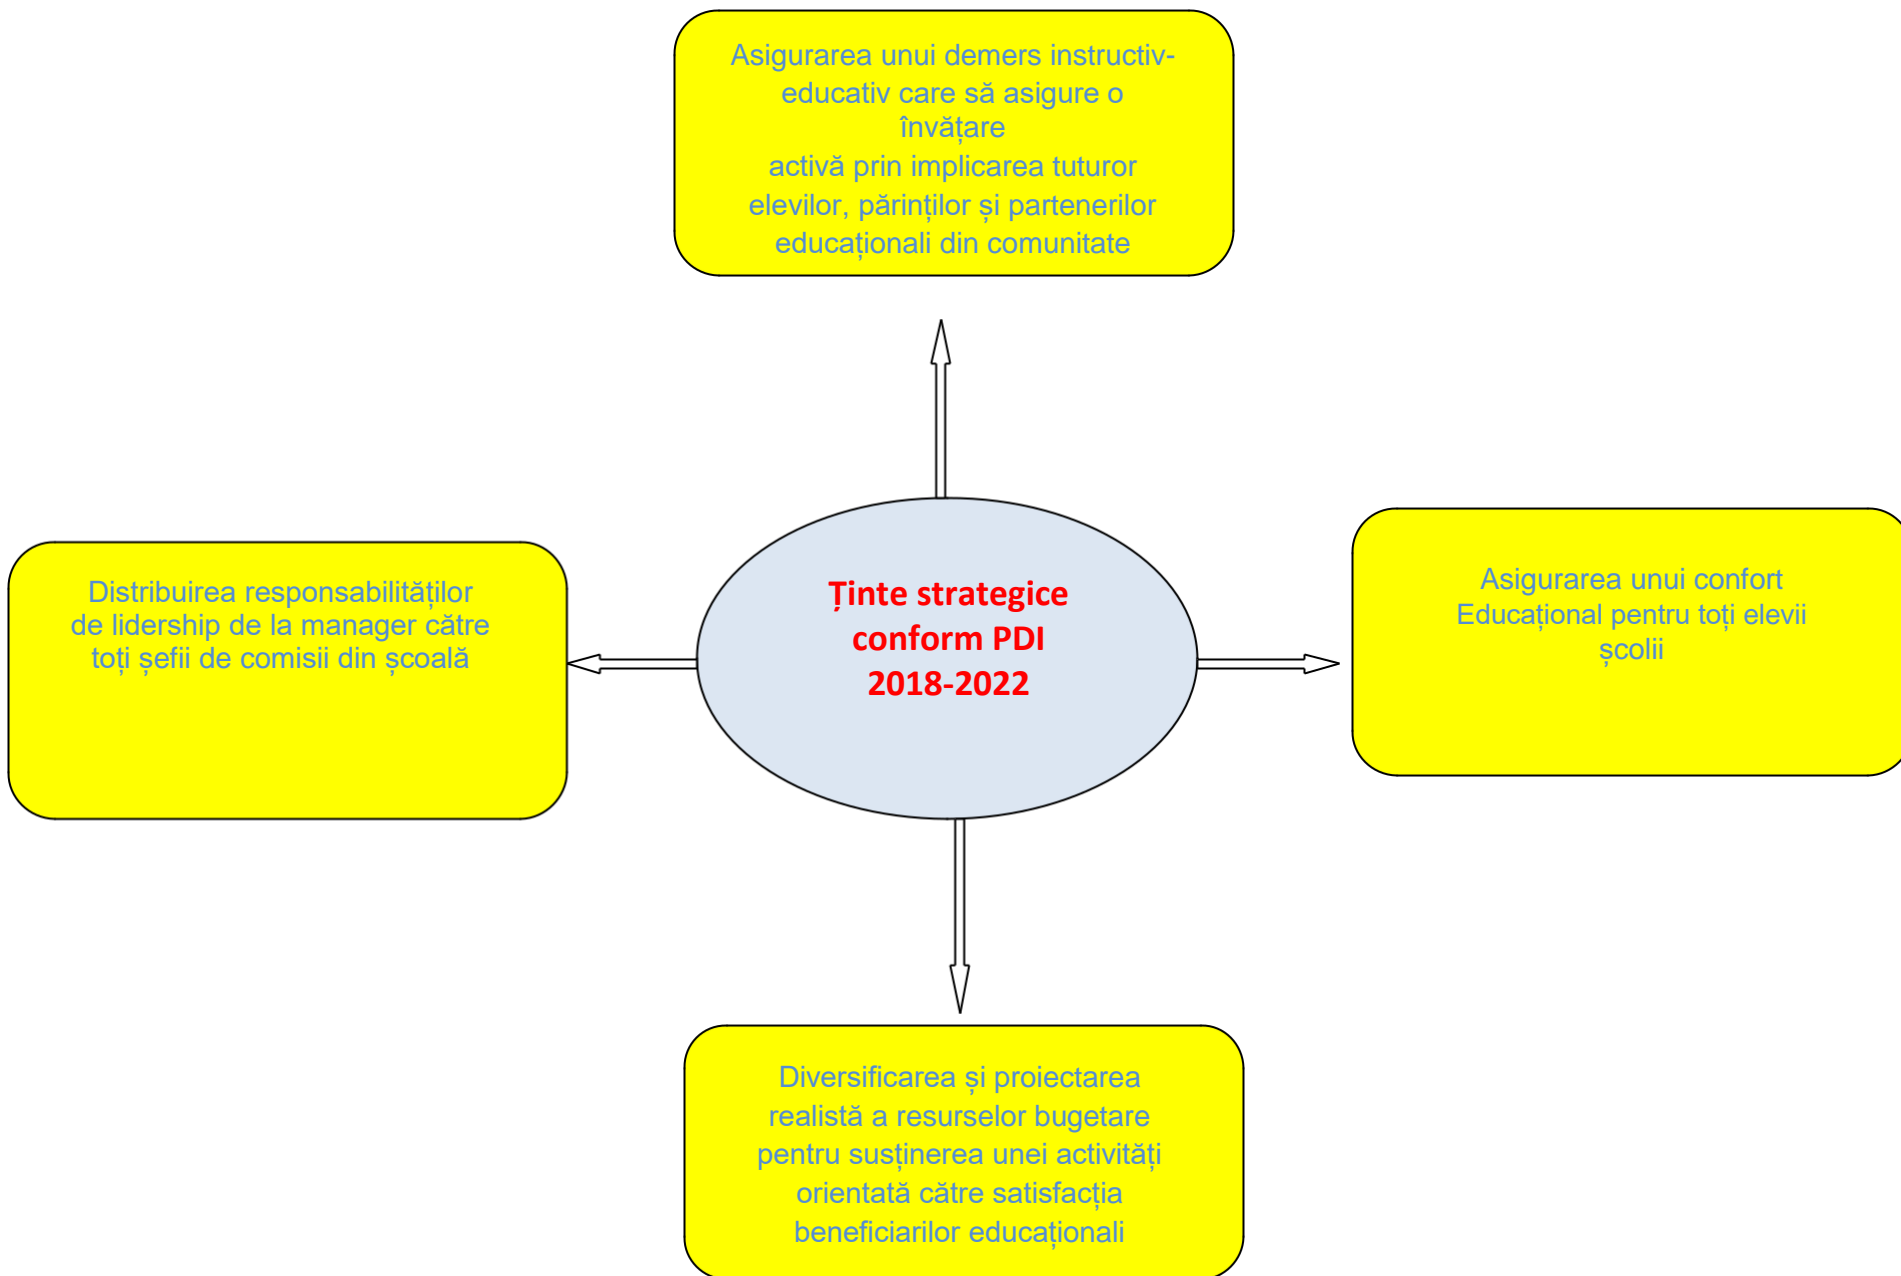 Asigurarea unui demers instructiv-
educativ care să asigure o
învățare
activă prin implicarea tuturor
elevilor, părinților și partenerilor
educaționali din comunitate
Distribuirea responsabilităților
de lidership de la manager către
toți șefii de comisii din școală
Ținte strategice
conform PDI
2018-2022
Asigurarea unui confort
Educațional pentru toți elevii
școlii
Diversificarea și proiectarea
realistă a resurselor bugetare
pentru susținerea unei activități
orientată către satisfacția
beneficiarilor educaționali